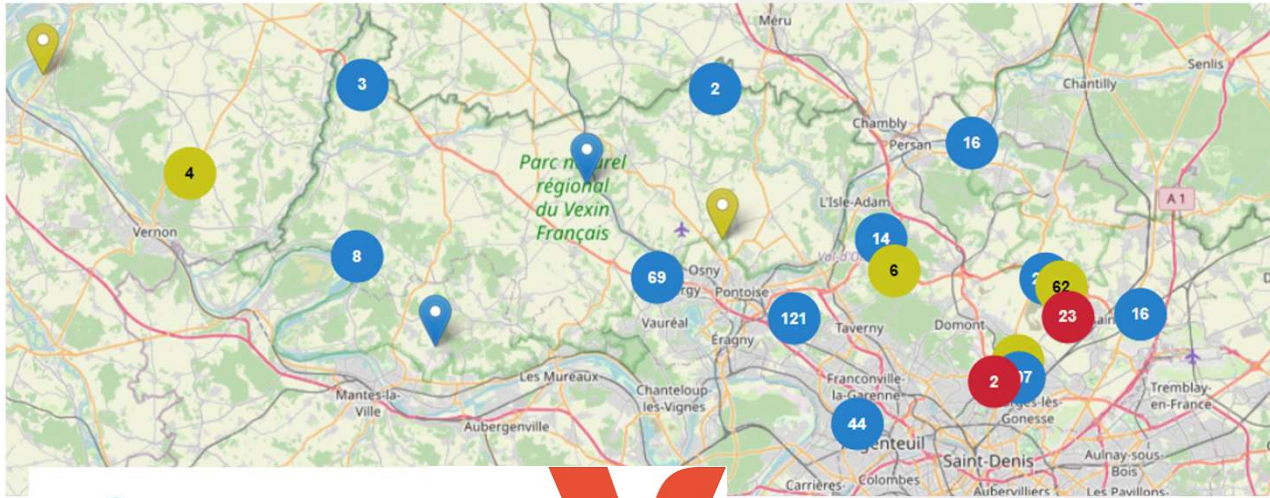 Méru
Senlis
Chantilly
3
2
Chambly
Persan
16
Parc naturel
régional
du Vexin
Français
4
L'Isle-Adam
A 1
Vernon
14
8
6
69
Osny
Pontoise
62
23
16
121
Vauréal
Taverny
Domont
Éragny
Les Mureaux
Franconville-
la-Garenne
2
Mantes-la-
Ville
Chanteloup-
les-Vignes
Gonesse
Tremblay-
en-France
Aubergenville
44
Saint-Denis
Aulnay-sous-
Bois
Carrières-
Colombes
Aubervilliers
Les Pavillons-